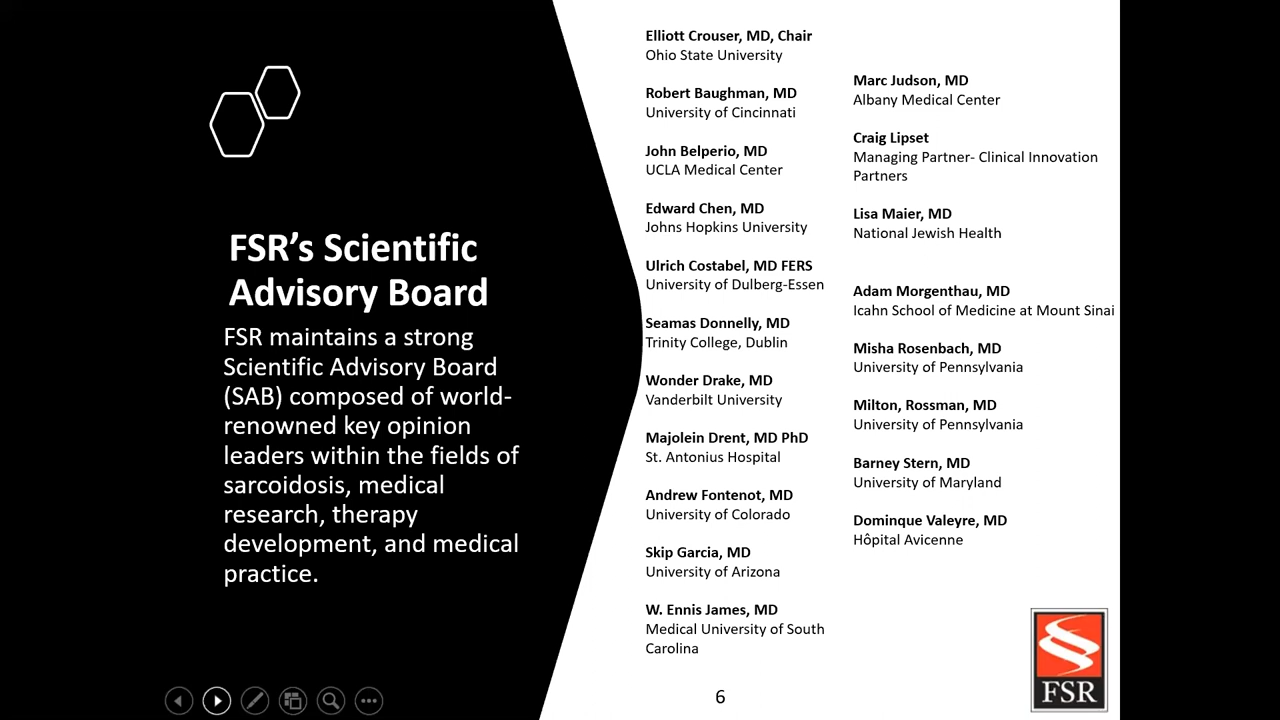 FSR’s Scientific
Advisory Board
FSR maintains a strong
Scientific Advisory Board
(SAB) composed of world-
renowned key opinion
leaders within the fields of
sarcoidosis, medical
research, therapy
development, and medical
practice.
Elliott Crouser, MD, Chair
Ohio State University
Robert Baughman, MD
University of Cincinnati
John Belperio, MD
UCLA Medical Center
Edward Chen, MD
Johns Hopkins University
Ulrich Costabel, MD FERS
University of Dulberg-Essen
Seamas Donnelly, MD
Trinity College, Dublin
Wonder Drake, MD
Vanderbilt University
Majolein Drent, MD PhD
St. Antonius Hospital
Andrew Fontenot, MD
University of Colorado
Skip Garcia, MD
University of Arizona
W. Ennis James, MD
Medical University of South
Carolina
Marc Judson, MD
Albany Medical Center
Craig Lipset
Managing Partner- Clinical Innovation
Partners
Lisa Maier, MD
National Jewish Health
Adam Morgenthau, MD
Icahn School of Medicine at Mount Sinai
Misha Rosenbach, MD
University of Pennsylvania
Milton, Rossman, MD
University of Pennsylvania
Barney Stern, MD
University of Maryland
Dominque Valeyre, MD
Hôpital Avicenne
FSR
6